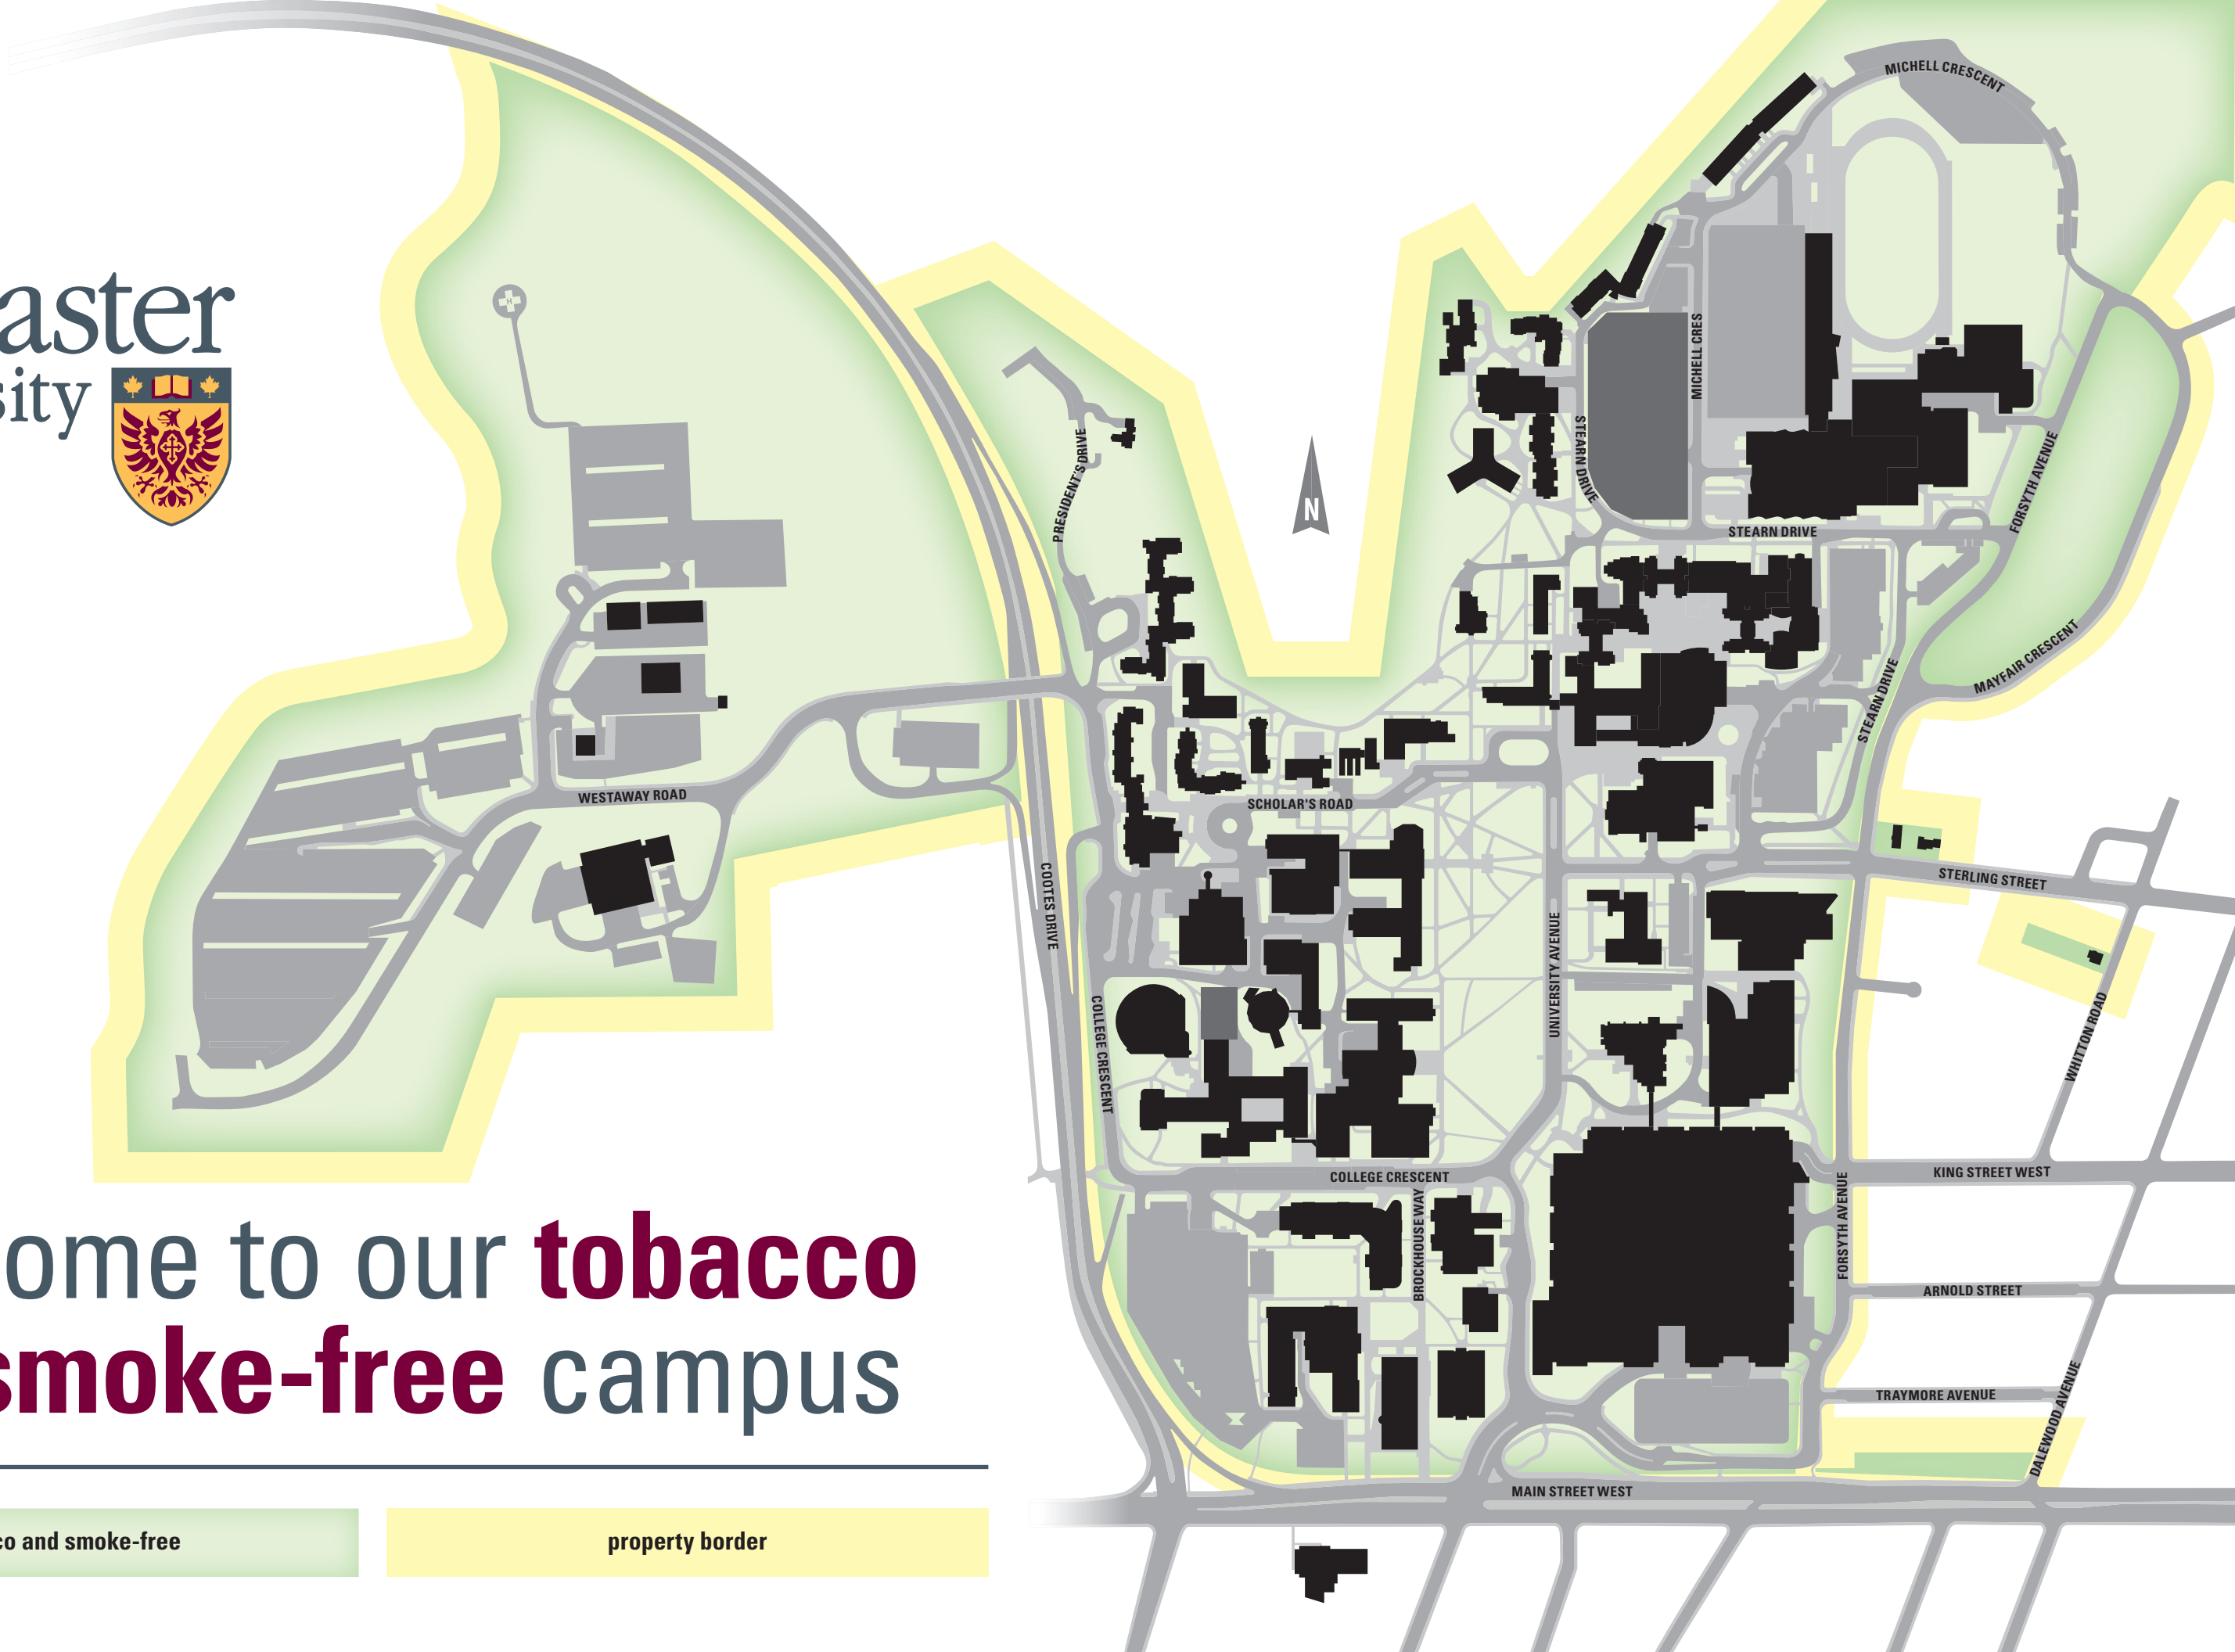 aster
sity
ome to our tobacco
smoke-free campus
co and smoke-free
property border
N
H
MICHELL CRESCENT
MICHELL CRES
STEARN DRIVE
STEARN DRIVE
FORSYTH AVENUE
MAYFAIR CRESCENT
STEARN DRIVE
PRESIDENT'S DRIVE
WESTAWAY ROAD
SCHOLAR'S ROAD
COOTES DRIVE
COLLEGE CRESCENT
UNIVERSITY AVENUE
STERLING STREET
WHITTON ROAD
COLLEGE CRESCENT
BROCKHOUSE WAY
KING STREET WEST
FORSYTH AVENUE
ARNOLD STREET
TRAYMORE AVENUE
DALEWOOD AVENUE
MAIN STREET WEST